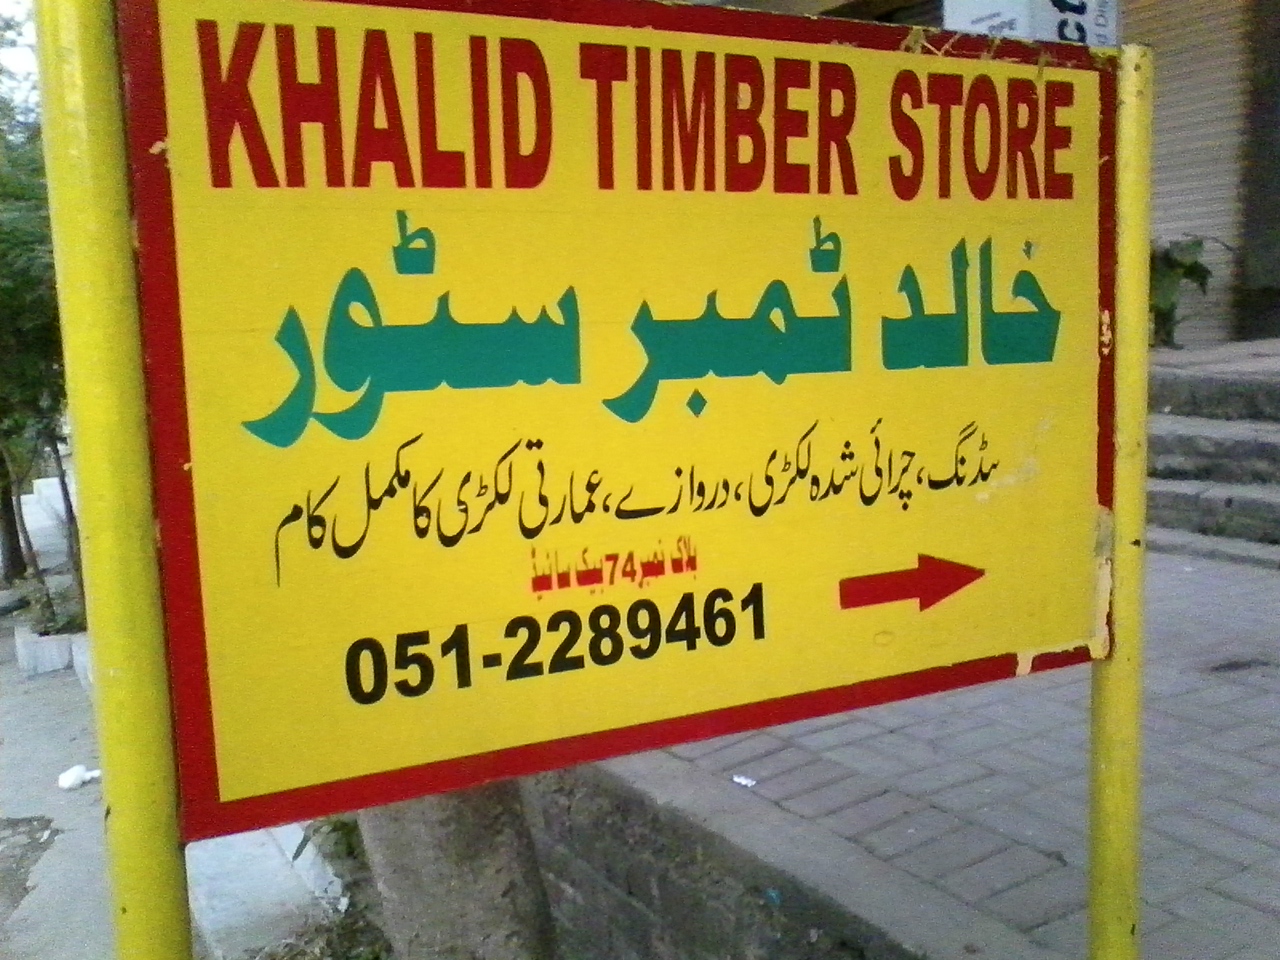 KHALID TIMBER STORE
خالد ٹمبر سٹور
بڈنگ، چرائی شدہ لکڑی، دروازے، عمارتی لکڑی کا مکمل کام
بلاک نمبر 74 بیک سائیڈ
051-2289461